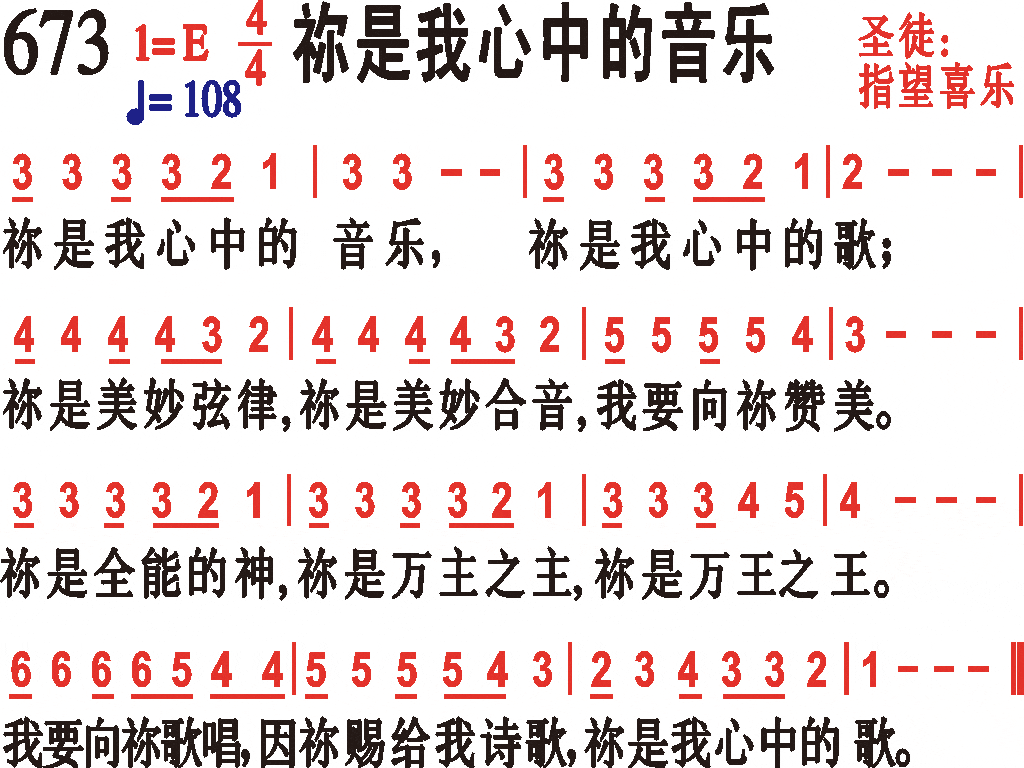 673 1=E 4/4 祢是我心中的音乐 圣徒:
♩=108 指望喜乐
3 3 3 3 2 1 | 3 3 - - | 3 3 3 3 2 1 | 2 - - - |
祢是我心中的 音乐, 祢是我心中的歌;
4 4 4 4 3 2 | 4 4 4 4 3 2 | 5 5 5 5 4 | 3 - - - |
祢是美妙弦律,祢是美妙合音,我要向祢赞美。
3 3 3 3 2 1 | 3 3 3 3 2 1 | 3 3 3 4 5 | 4 - - - |
祢是全能的神,祢是万主之主,祢是万王之王。
6 6 6 6 5 4 4 | 5 5 5 5 4 3 | 2 3 4 3 3 2 | 1 - - -
我要向祢歌唱,因祢赐给我诗歌,祢是我心中的 歌。